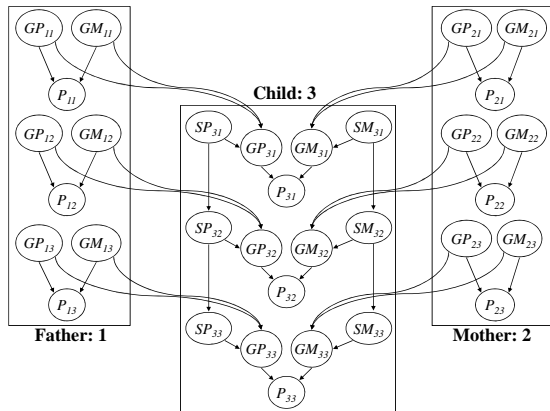 GP11 GM11 GP21 GM21
P11 P21
Child: 3
SP31 SM31
GP31 GM31
GP12 GM12 GP22 GM22
P31
P12 P22
SP32 SM32
GP13 GM13 GP32 GM32 GP23 GM23
P32
P13 P23
SP33 SM33
Father: 1 Mother: 2
GP33 GM33
P33